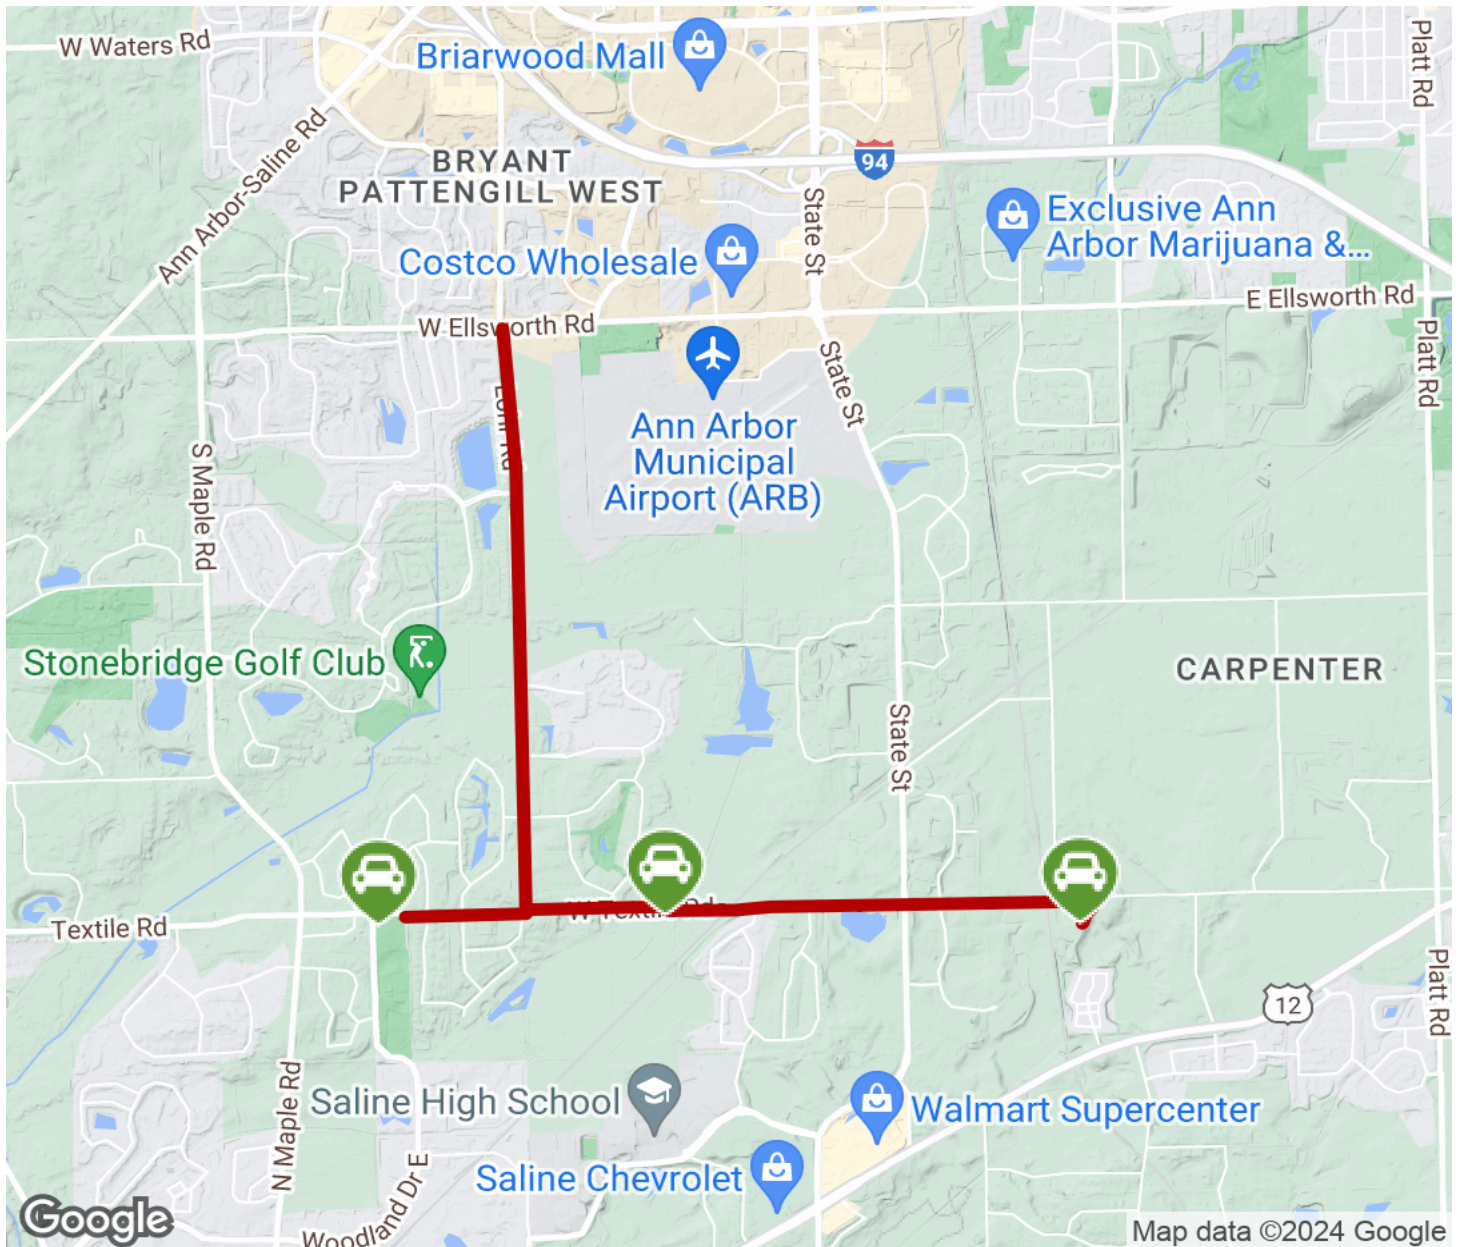 W Waters Rd
Briarwood Mall
Platt Rd
Ann Arbor-Saline Rd
BRYANT
PATTENGILL WEST
94
State St
Exclusive Ann
Arbor Marijuana &...
Costco Wholesale
E Ellsworth Rd
W Ellsworth Rd
Platt Rd
State St
Ann Arbor
Municipal
Airport (ARB)
S Maple Rd
Stonebridge Golf Club
CARPENTER
State St
Textile Rd
W Textile Rd
Platt Rd
12
N Maple Rd
Saline High School
Walmart Supercenter
Saline Chevrolet
Woodland Dr E
Google
Map data ©2024 Google